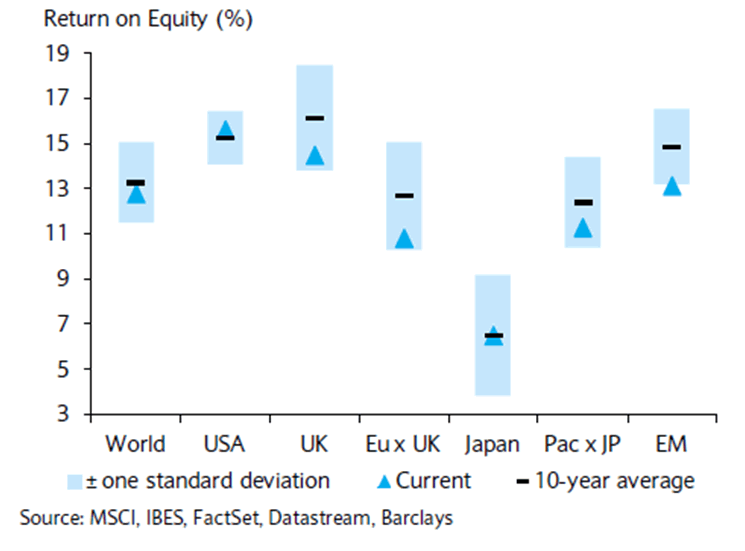 Return on Equity (%)
19
17
15
13
11
9
7
5
3
World USA UK Eu x UK Japan Pac x JP EM
± one standard deviation Current 10-year average
Source: MSCI, IBES, FactSet, Datastream, Barclays